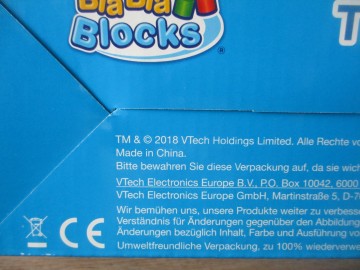 Bla Bla
Blocks
®
T
TM & © 2018 VTech Holdings Limited. Alle Rechte vo
Made in China.
Bitte bewahren Sie diese Verpackung auf, da sie wich
VTech Electronics Europe B.V., P.O. Box 10042, 6000
VTech Electronics Europe GmbH, Martinstraße 5, D-70
Wir bemühen uns, unsere Produkte weiter zu verbesse
Verständnis für Änderungen gegenüber den Abbildung
Änderungen bezüglich Inhalt, Farbe und Ausführung vo
Umweltfreundliche Verpackung, zu 100% wiederverwe
CE